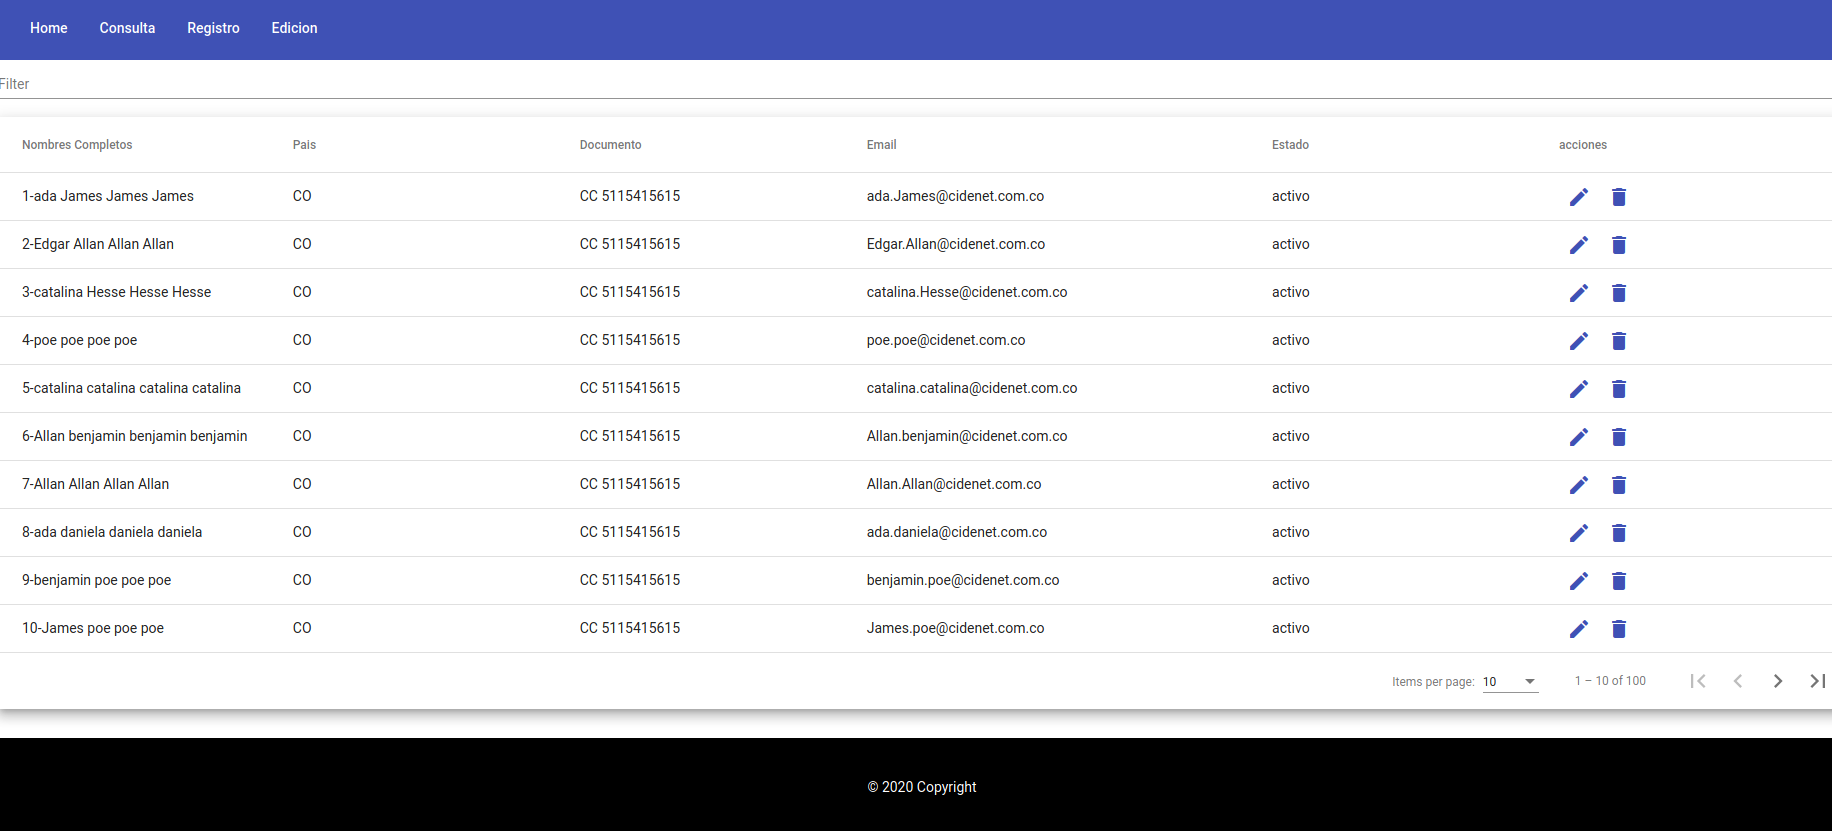 Home Consulta Registro Edicion
Filter
Nombres Completos Pais Documento Email Estado acciones
1-ada James James James CO CC 5115415615 ada.James@cidenet.com.co activo
2-Edgar Allan Allan Allan CO CC 5115415615 Edgar.Allan@cidenet.com.co activo
3-catalina Hesse Hesse Hesse CO CC 5115415615 catalina.Hesse@cidenet.com.co activo
4-poe poe poe poe CO CC 5115415615 poe.poe@cidenet.com.co activo
5-catalina catalina catalina catalina CO CC 5115415615 catalina.catalina@cidenet.com.co activo
6-Allan benjamin benjamin benjamin CO CC 5115415615 Allan.benjamin@cidenet.com.co activo
7-Allan Allan Allan Allan CO CC 5115415615 Allan.Allan@cidenet.com.co activo
8-ada daniela daniela daniela CO CC 5115415615 ada.daniela@cidenet.com.co activo
9-benjamin poe poe poe CO CC 5115415615 benjamin.poe@cidenet.com.co activo
10-James poe poe poe CO CC 5115415615 James.poe@cidenet.com.co activo
Items per page: 10 1 – 10 of 100
© 2020 Copyright